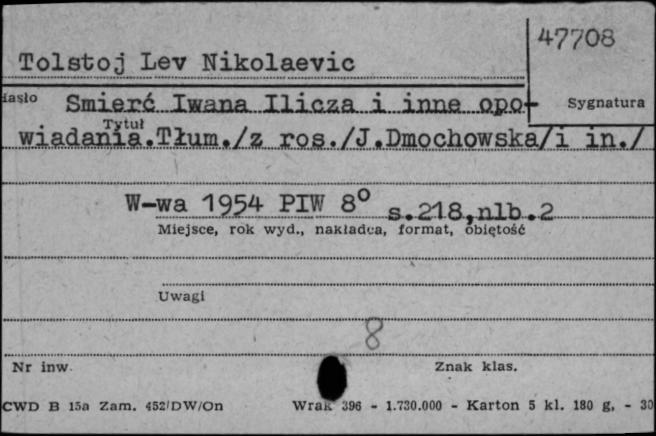 47708
Tolstoj Lev Nikolaevic
Hasło Smierć Iwana Ilicza i inne opo- Sygnatura
Tytuł
wiadania.Tłum./z ros./J.Dmochowska/i in./
W-wa 1954 PIW 8° s.218,nlb.2
Miejsce, rok wyd., nakładca, format, objętość
Uwagi
8
Nr inw. Znak klas.
CWD B 15a Zam. 452/DW/On Wrak 396 - 1.730.000 - Karton 5 kl. 180 g, - 30